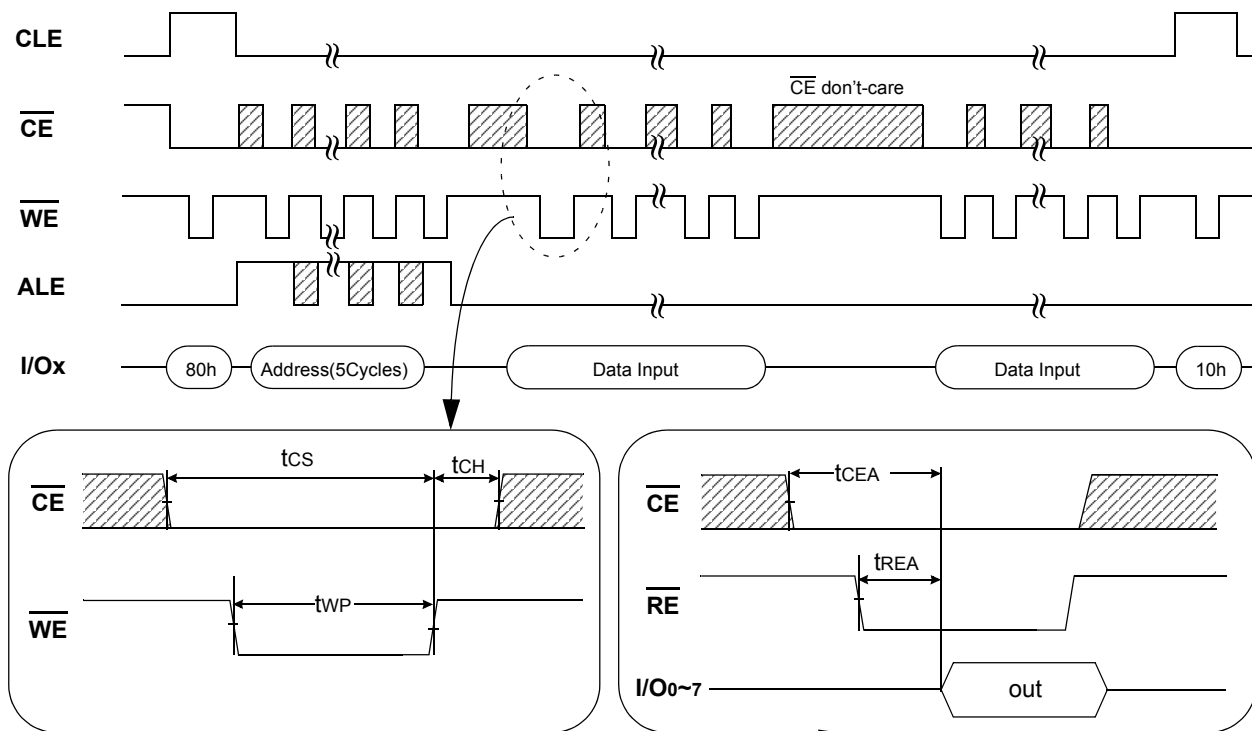 CLE
CE don't-care
CE
WE
ALE
I/Ox 80h Address(5Cycles) Data Input Data Input 10h
tCS tCH
CE
tWP
WE
tCEA
CE
tREA
RE
I/O0~7 out